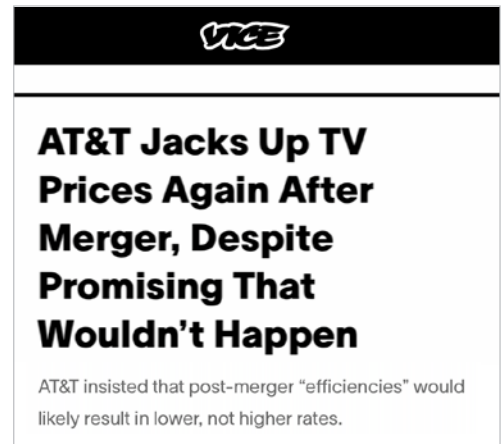 VICE
AT&T Jacks Up TV
Prices Again After
Merger, Despite
Promising That
Wouldn’t Happen
AT&T insisted that post-merger “efficiencies” would
likely result in lower, not higher rates.